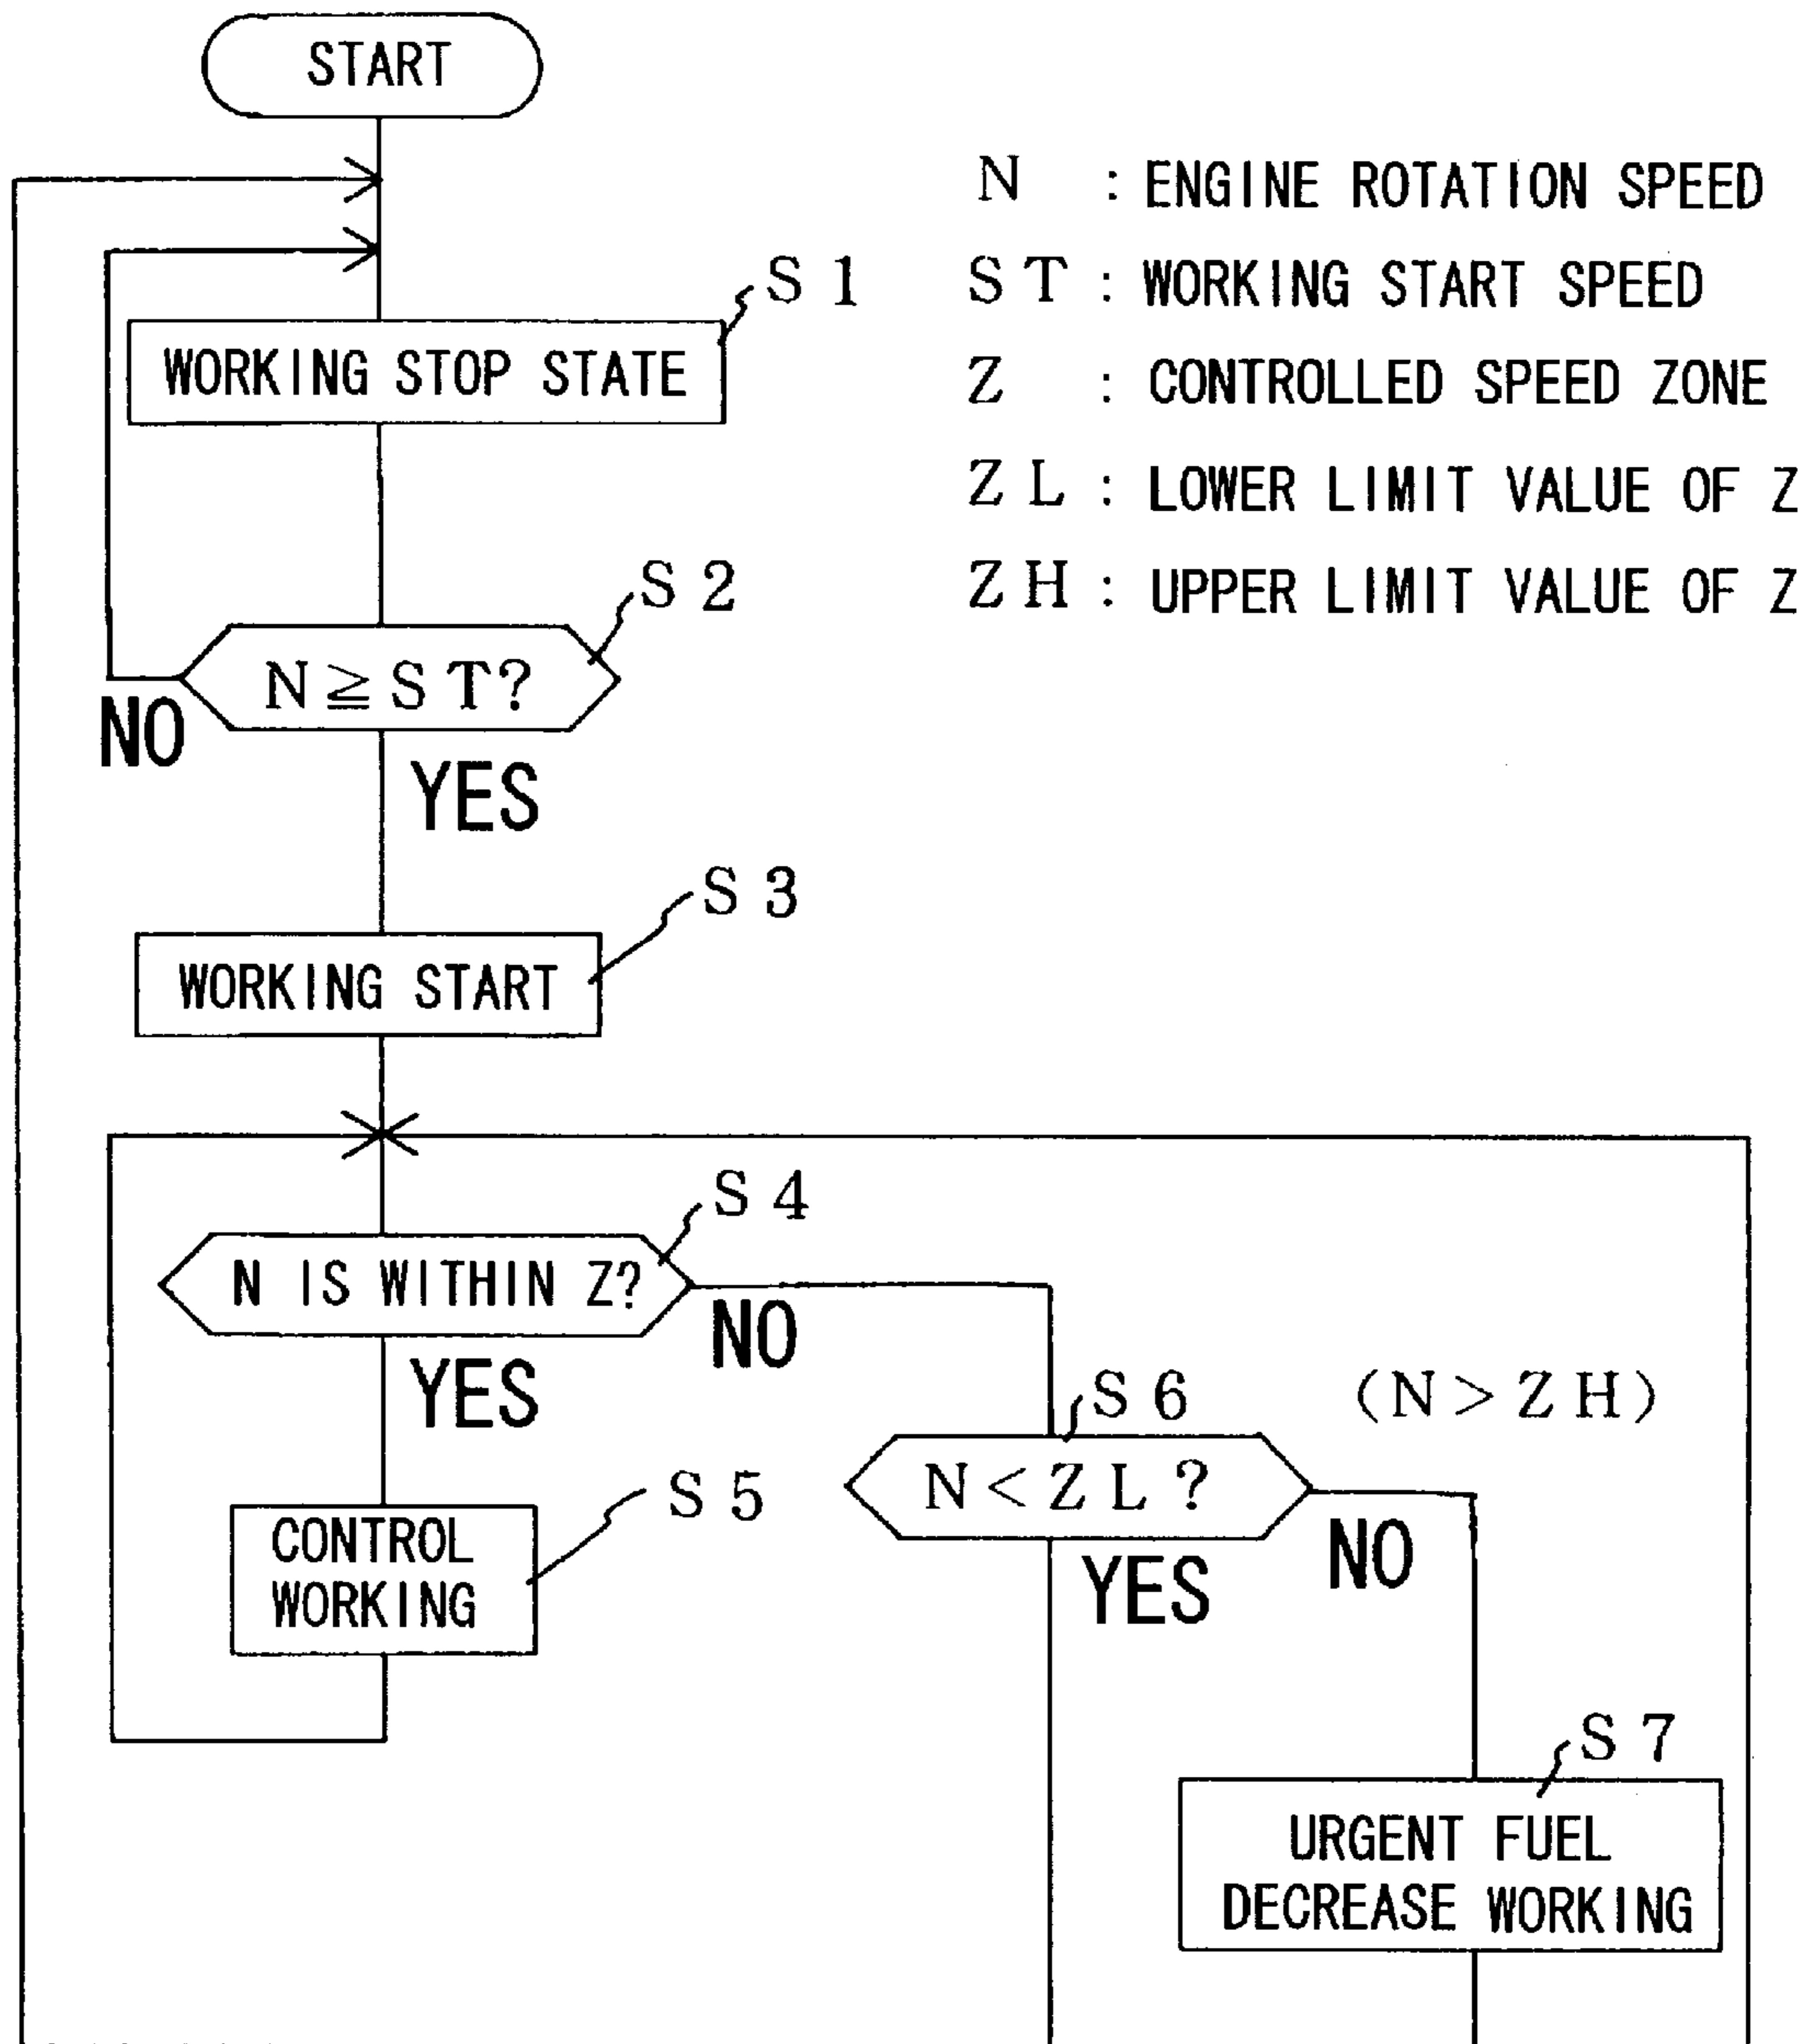 START
N : ENGINE ROTATION SPEED
ST : WORKING START SPEED
Z : CONTROLLED SPEED ZONE
ZL : LOWER LIMIT VALUE OF Z
ZH : UPPER LIMIT VALUE OF Z
S1
WORKING STOP STATE
S2
N≧ST?
NO
YES
S3
WORKING START
S4
N IS WITHIN Z?
NO
YES
S5
CONTROL
WORKING
S6
(N>ZH)
N<ZL?
NO
YES
S7
URGENT FUEL
DECREASE WORKING